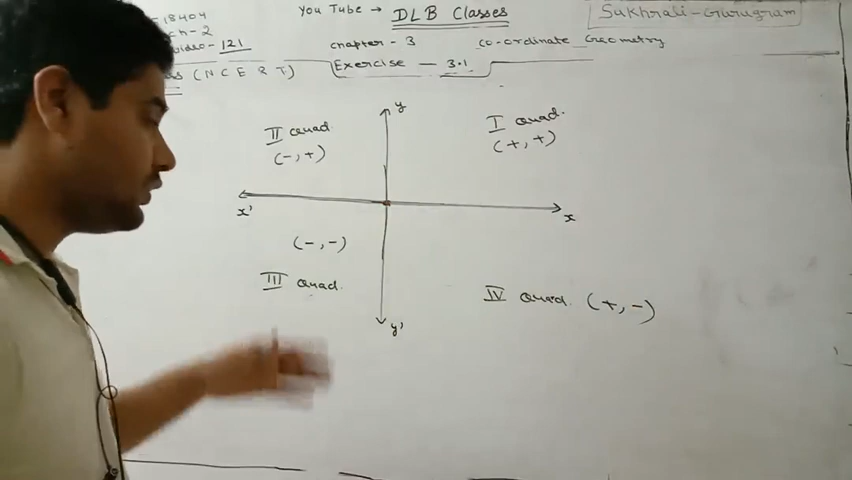 -18404
You Tube → DLB Classes
Sukhrali-Gurugram
ch-2
video-121
chapter-3 co-ordinate Geometry
(NCERT)
Exercise — 3.1
y
II Quad
(-,+)
I Quad.
(+,+)
x'
x
(-,-)
III Quad.
IV Quad. (+,-)
y'